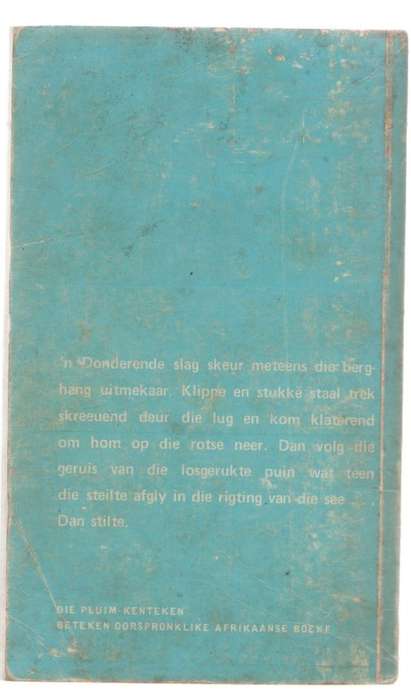 'n Donderende slag skeur meteens die berg-
hang uitmekaar. Klippe en stukke staal trek
skreeuend deur die lug en kom klaterend
om hom op die rotse neer. Dan volg die
geruis van die losgerukte puin wat teen
die steilte afgly in die rigting van die see . . .
Dan stilte.
DIE PLUIM-KENTEKEN
BETEKEN OORSPRONKLIKE AFRIKAANSE BOEKE